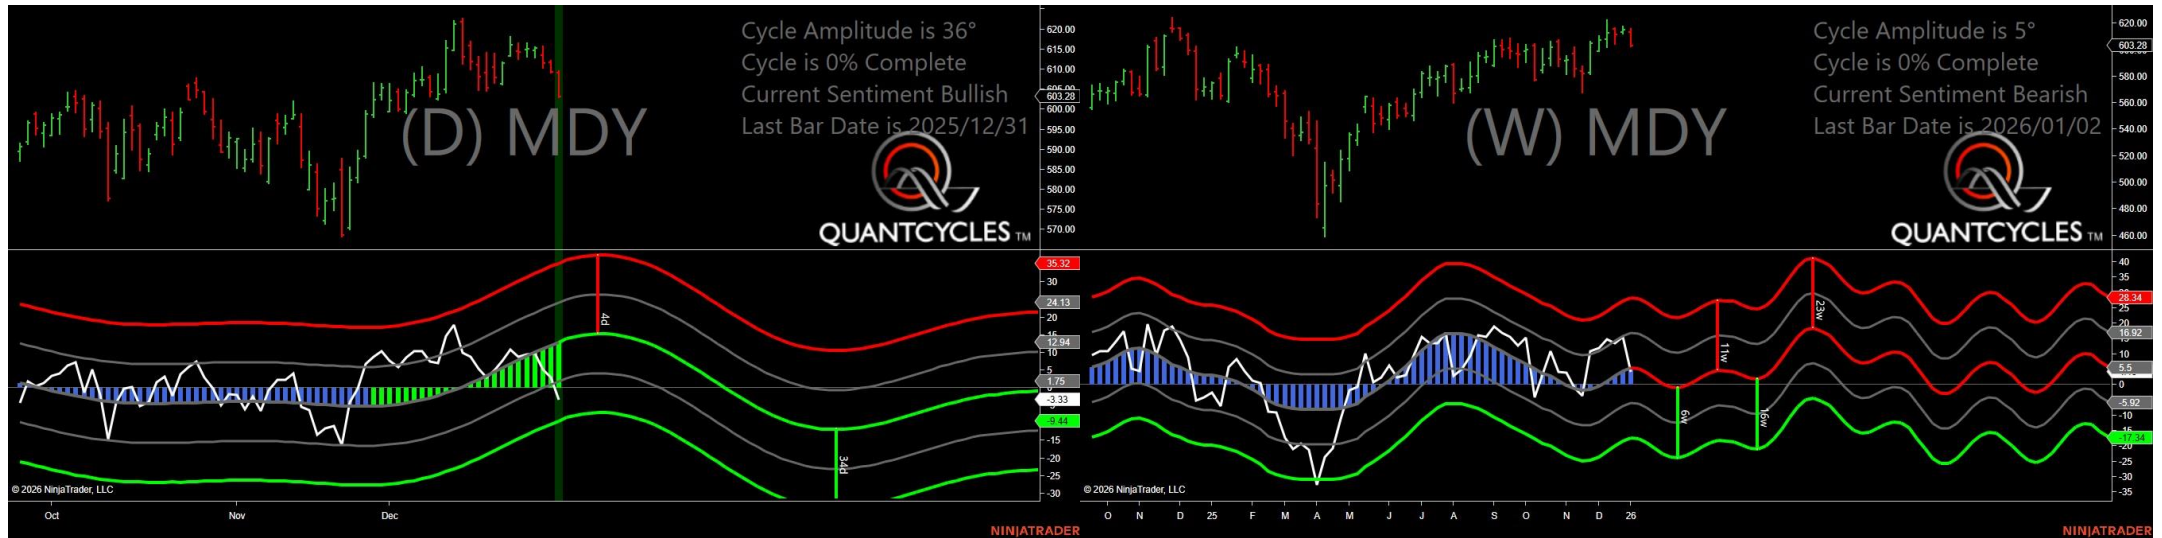 Cycle Amplitude is 36°
Cycle is 0% Complete
Current Sentiment Bullish
Last Bar Date is 2025/12/31
(D) MDY
QUANTCYCLES TM
620.00
615.00
610.00
605.00
603.28
600.00
595.00
590.00
585.00
580.00
575.00
570.00
35.32
30
24.13
20
15
12.94
10
5
1.75
-3.33
-9.44
-15
-20
-25
-30
4d
34d
© 2026 NinjaTrader, LLC
Oct
Nov
Dec
NINJATRADER
Cycle Amplitude is 5°
Cycle is 0% Complete
Current Sentiment Bearish
Last Bar Date is 2026/01/02
(W) MDY
QUANTCYCLES TM
620.00
603.28
580.00
560.00
540.00
520.00
500.00
480.00
460.00
40
35
28.34
25
20
16.92
10
5.5
0
-5.92
-10
-15
-17.34
-20
-25
-30
-35
6w
11w
16w
23w
© 2026 NinjaTrader, LLC
O N D 25 F M A M J J A S O N D 26
NINJATRADER